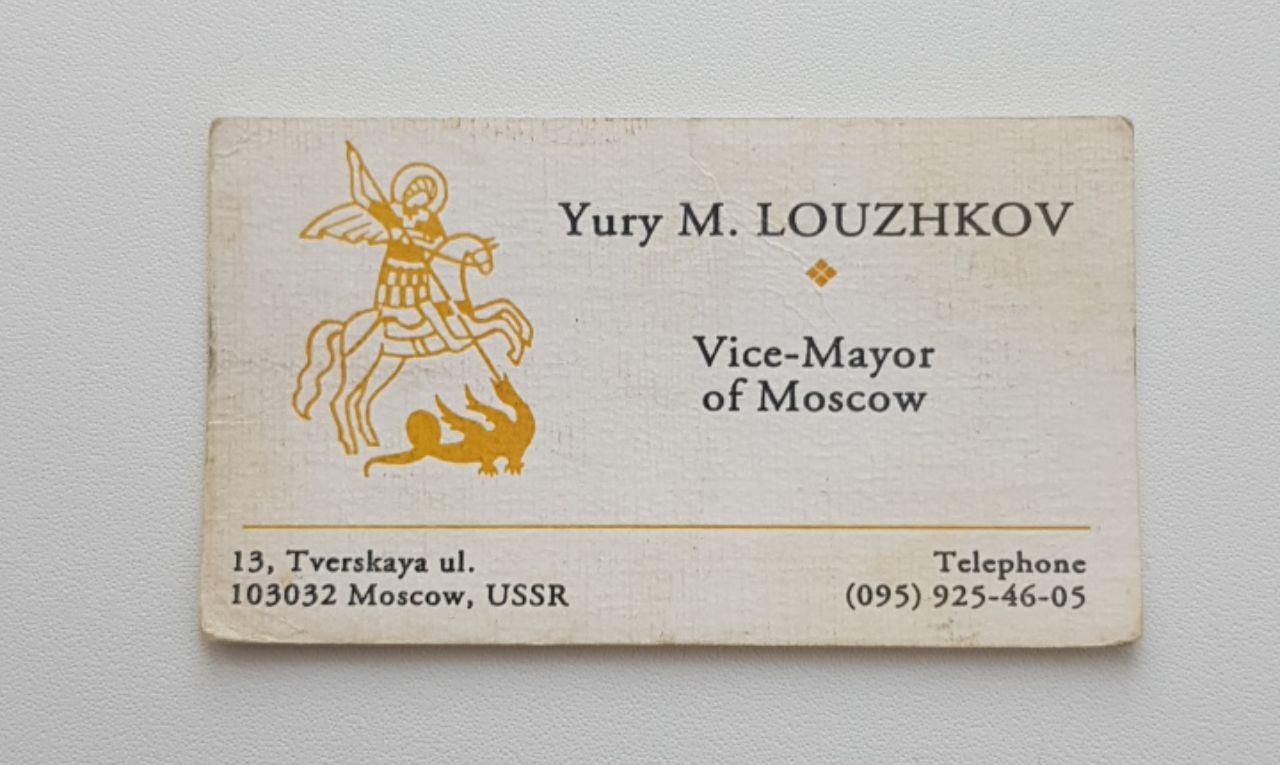 Yury M. LOUZHKOV
Vice-Mayor
of Moscow
13, Tverskaya ul.
103032 Moscow, USSR
Telephone
(095) 925-46-05